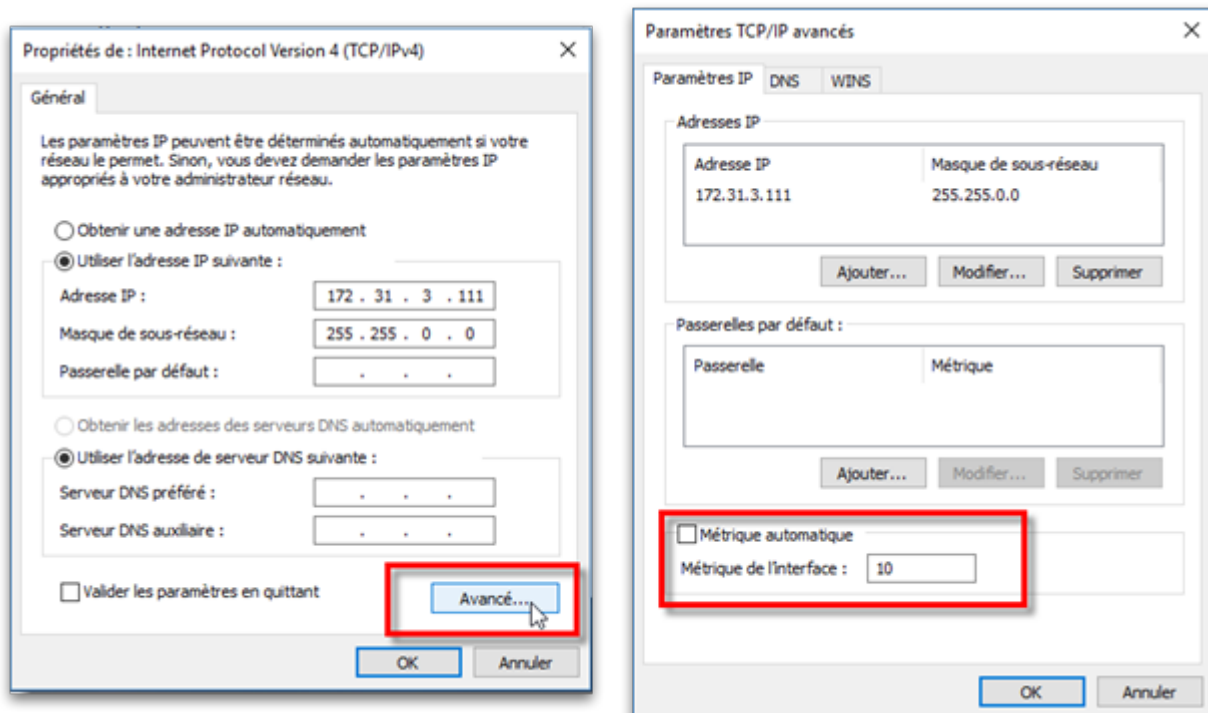 Propriétés de : Internet Protocol Version 4 (TCP/IPv4)
Général
Les paramètres IP peuvent être déterminés automatiquement si votre
réseau le permet. Sinon, vous devez demander les paramètres IP
appropriés à votre administrateur réseau.
Obtenir une adresse IP automatiquement
Utiliser l'adresse IP suivante :
Adresse IP : 172 . 31 . 3 . 111
Masque de sous-réseau : 255 . 255 . 0 . 0
Passerelle par défaut : . . .
Obtenir les adresses des serveurs DNS automatiquement
Utiliser l'adresse de serveur DNS suivante :
Serveur DNS préféré : . . .
Serveur DNS auxiliaire : . . .
Valider les paramètres en quittant
Avancé...
OK Annuler
Paramètres TCP/IP avancés
Paramètres IP DNS WINS
Adresses IP
Adresse IP Masque de sous-réseau
172.31.3.111 255.255.0.0
Ajouter... Modifier... Supprimer
Passerelles par défaut :
Passerelle Métrique
Ajouter... Modifier... Supprimer
Métrique automatique
Métrique de l'interface : 10
OK Annuler